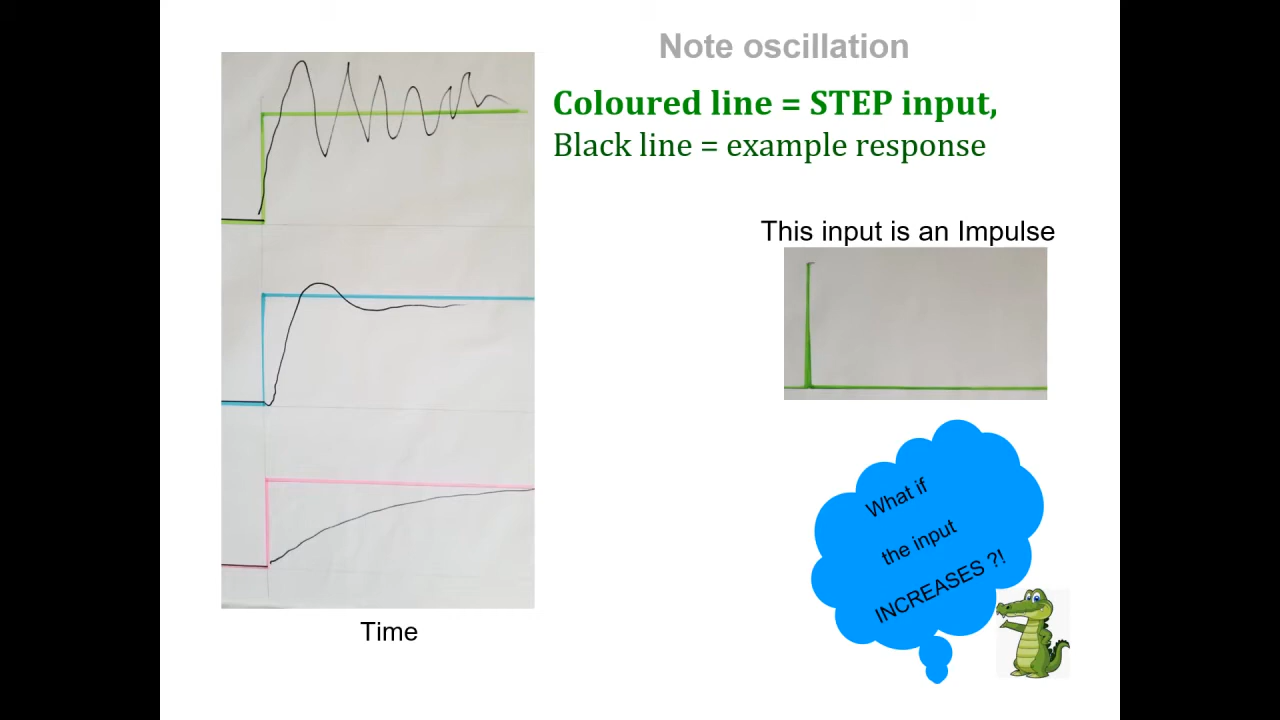 Note oscillation
Coloured line = STEP input,
Black line = example response
This input is an Impulse
What if
the input
INCREASES ?!
Time